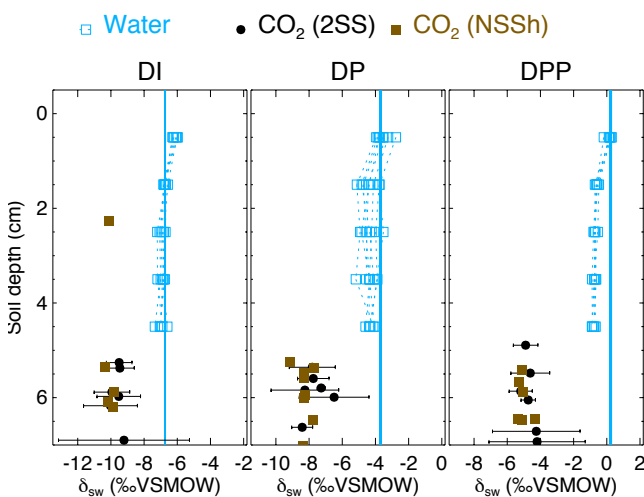 Water CO₂ (2SS) CO₂ (NSSh)
DI DP DPP
0
2
4
6
Soil depth (cm)
-12 -10 -8 -6 -4 -2
-10 -8 -6 -4 -2 0
-8 -6 -4 -2 0 2
δsw (‰VSMOW) δsw (‰VSMOW) δsw (‰VSMOW)